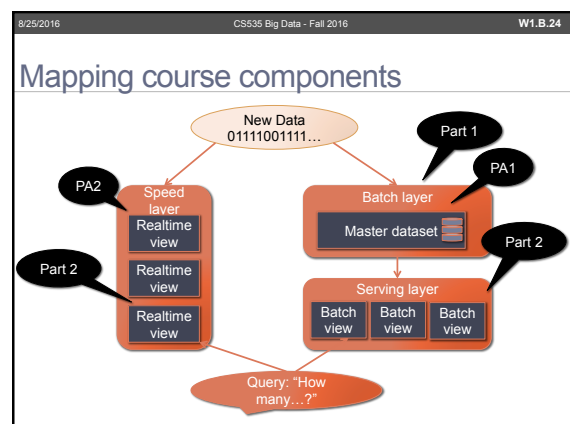 8/25/2016
CS535 Big Data - Fall 2016
W1.B.24
Mapping course components
New Data
01111001111…
Part 1
PA1
PA2
Speed
layer
Realtime
view
Realtime
view
Realtime
view
Part 2
Batch layer
Master dataset
Part 2
Serving layer
Batch
view
Batch
view
Batch
view
Query: “How
many…?”